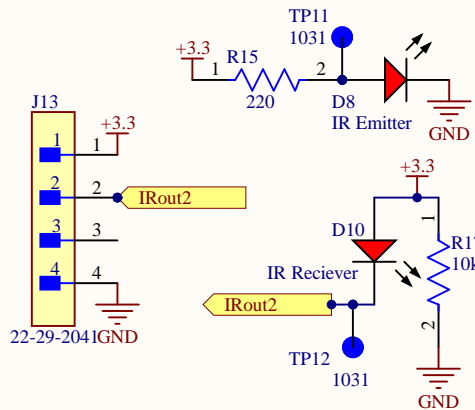 TP11
1031
+3.3
R15
1
2
220
D8
IR Emitter
GND
J13
+3.3
1
1
2
2
IRout2
3
3
4
4
22-29-2041
GND
+3.3
D10
1
R17
10k
IR Reciever
IRout2
2
TP12
1031
GND